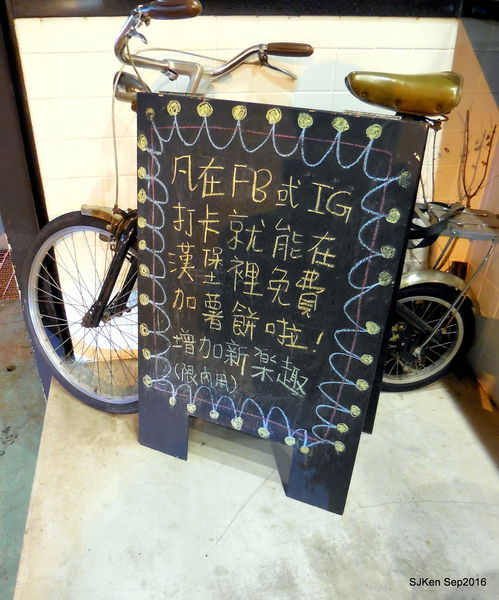 凡在FB或IG
打卡就能在
漢堡裡免費
加薯餅啦!
增加新樂趣
(限內用)
SJKen Sep2016